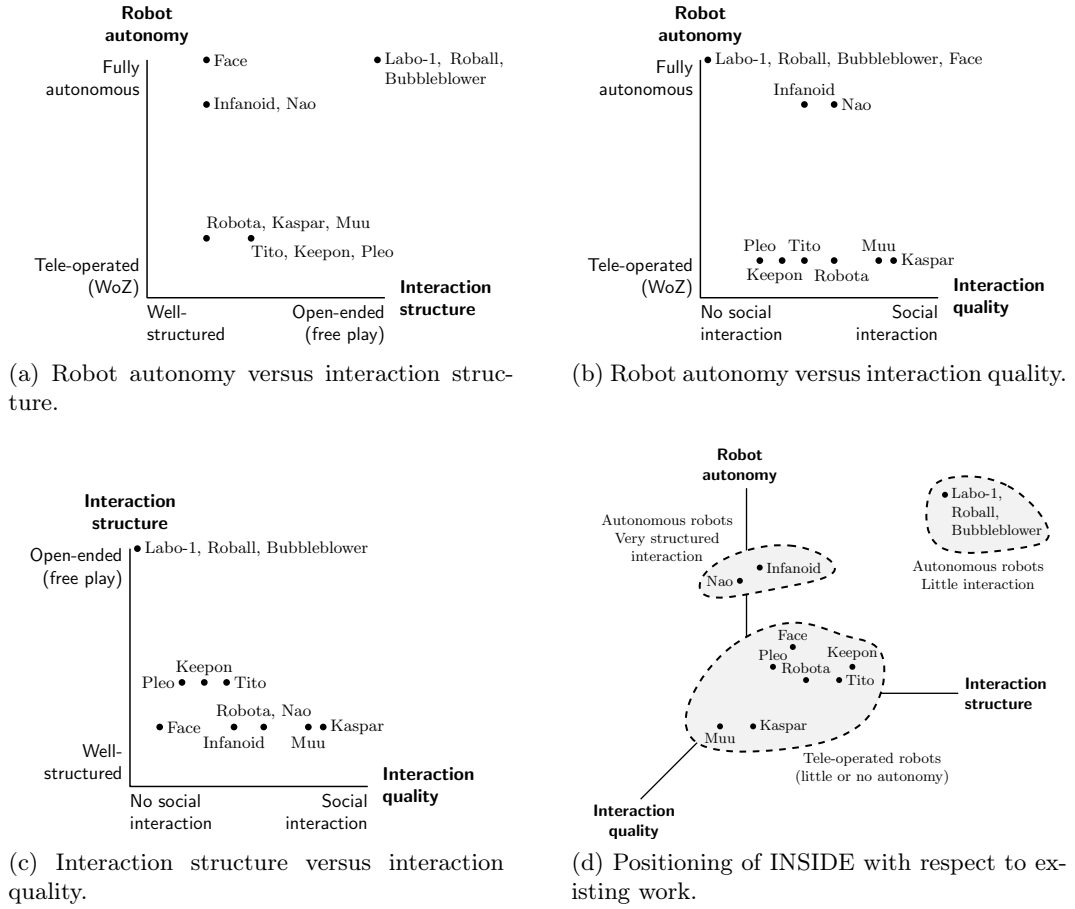 Robot
autonomy
Fully
autonomous
Face
Labo-1, Roball,
Bubbleblower
Infanoid, Nao
Robota, Kaspar, Muu
Tito, Keepon, Pleo
Tele-operated
(WoZ)
Interaction
structure
Well-
structured
Open-ended
(free play)
(a) Robot autonomy versus interaction struc-
ture.
Robot
autonomy
Fully
autonomous
Labo-1, Roball, Bubbleblower, Face
Infanoid
Nao
Pleo
Tito
Muu
Kaspar
Keepon
Robota
Tele-operated
(WoZ)
Interaction
quality
No social
interaction
Social
interaction
(b) Robot autonomy versus interaction quality.
Interaction
structure
Open-ended
(free play)
Labo-1, Roball, Bubbleblower
Keepon
Pleo
Tito
Robota, Nao
Face
Kaspar
Infanoid
Muu
Well-
structured
Interaction
quality
No social
interaction
Social
interaction
(c) Interaction structure versus interaction
quality.
Robot
autonomy
Labo-1,
Roball,
Bubbleblower
Autonomous robots
Very structured
interaction
Autonomous robots
Little interaction
Infanoid
Nao
Face
Pleo
Keepon
Robota
Tito
Interaction
structure
Kaspar
Muu
Tele-operated robots
(little or no autonomy)
Interaction
quality
(d) Positioning of INSIDE with respect to ex-
isting work.